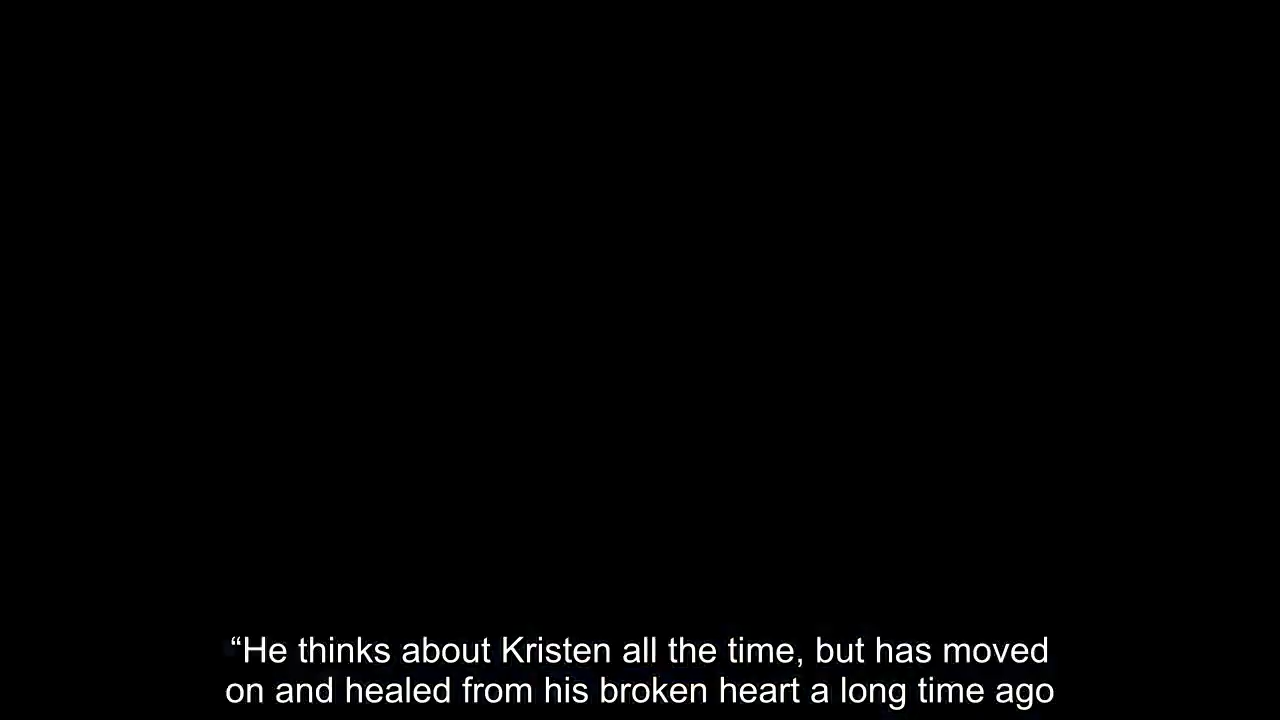 “He thinks about Kristen all the time, but has moved
on and healed from his broken heart a long time ago